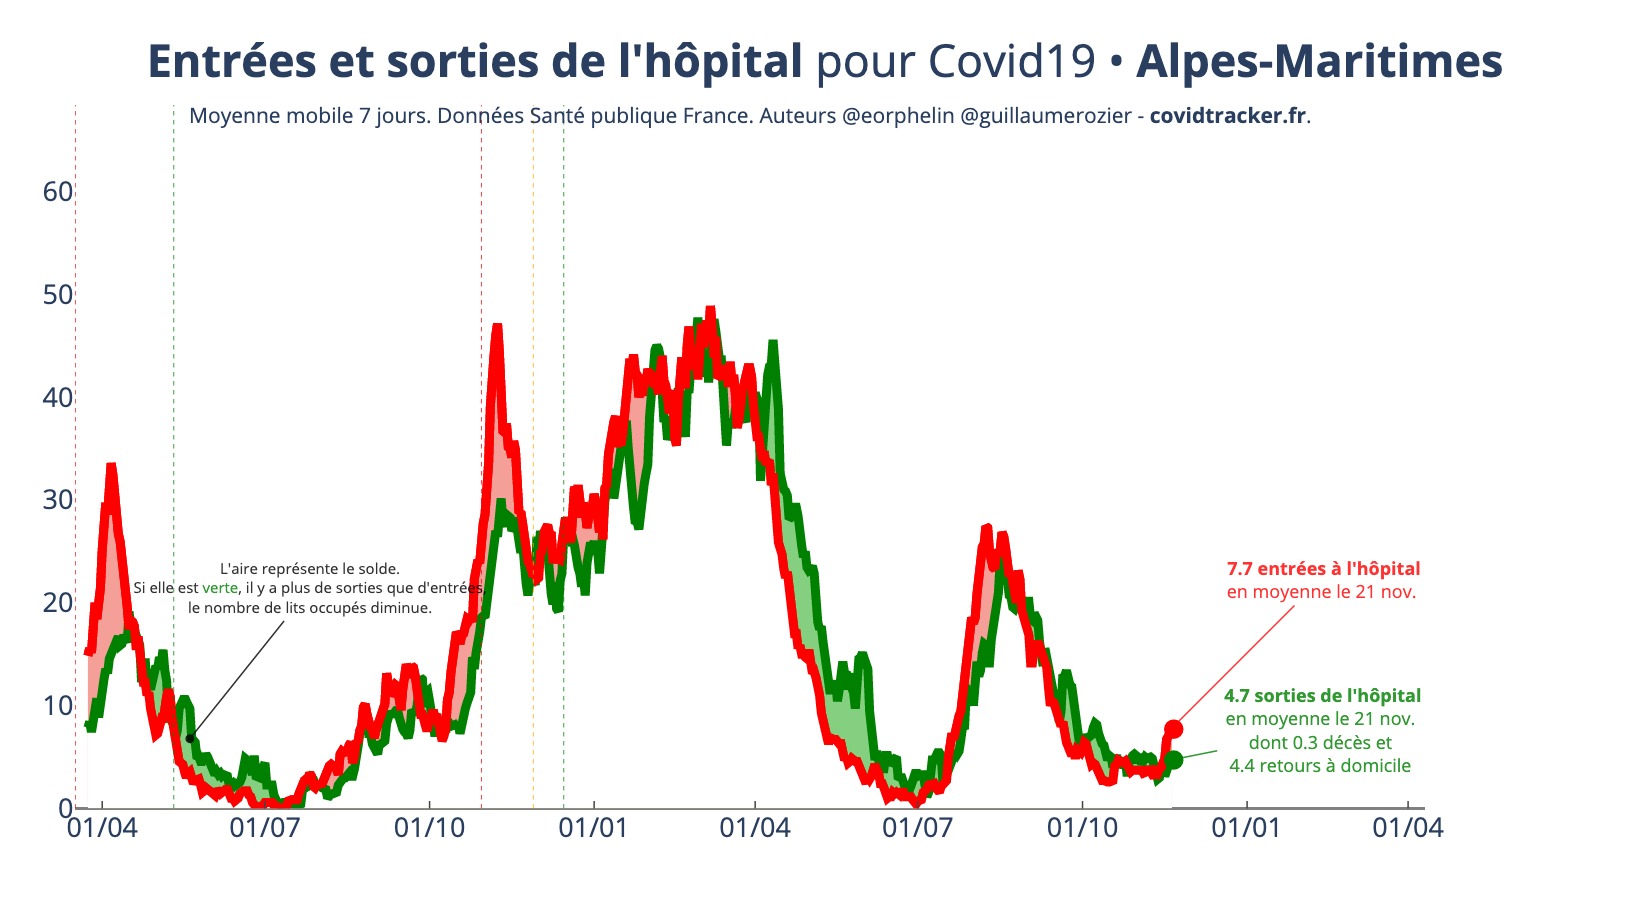 Entrées et sorties de l'hôpital pour Covid19 • Alpes-Maritimes
Moyenne mobile 7 jours. Données Santé publique France. Auteurs @eorphelin @guillaumerozier - covidtracker.fr.
60
50
40
30
20
10
0
L'aire représente le solde.
Si elle est verte, il y a plus de sorties que d'entrées,
le nombre de lits occupés diminue.
7.7 entrées à l'hôpital
en moyenne le 21 nov.
4.7 sorties de l'hôpital
en moyenne le 21 nov.
dont 0.3 décès et
4.4 retours à domicile
01/04 01/07 01/10 01/01 01/04 01/07 01/10 01/01 01/04